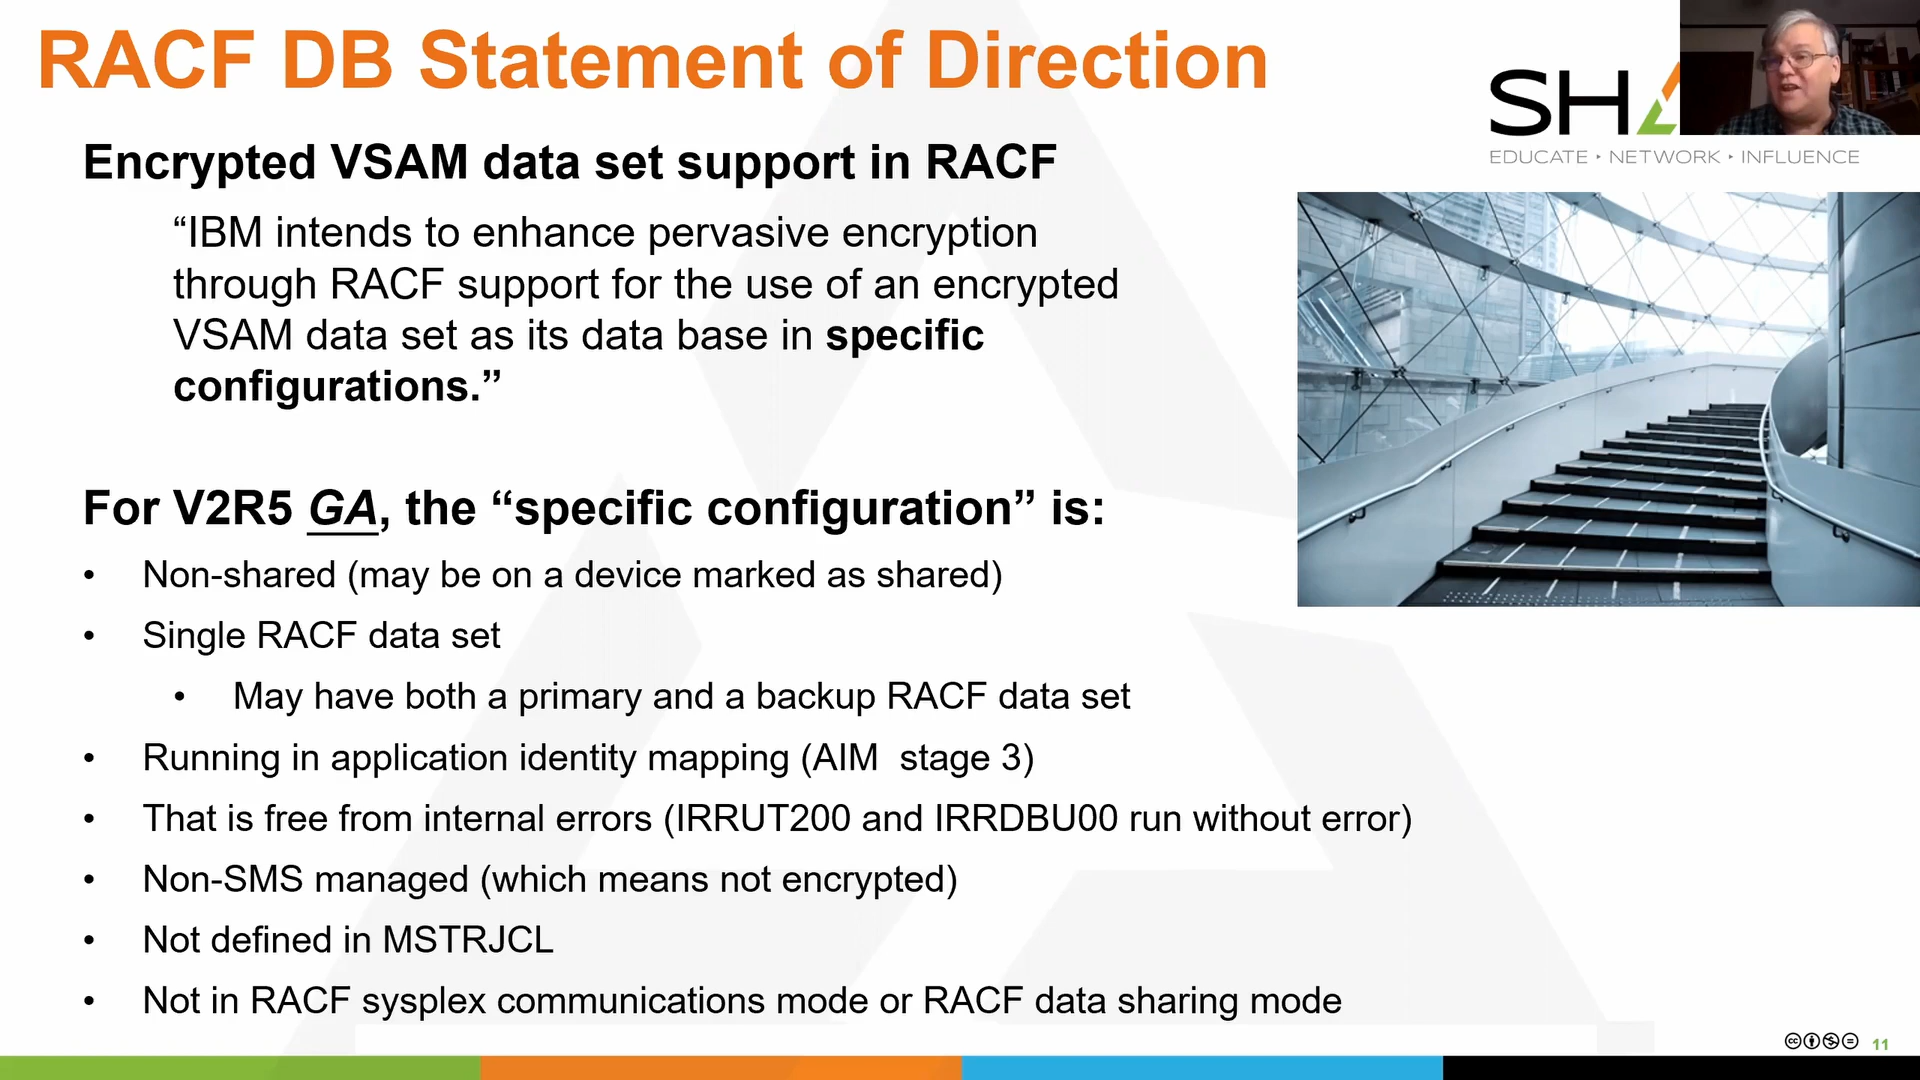 RACF DB Statement of Direction
SH
EDUCATE • NETWORK • INFLUENCE
Encrypted VSAM data set support in RACF
“IBM intends to enhance pervasive encryption
through RACF support for the use of an encrypted
VSAM data set as its data base in specific
configurations.”
For V2R5 GA, the “specific configuration” is:
• Non-shared (may be on a device marked as shared)
• Single RACF data set
• May have both a primary and a backup RACF data set
• Running in application identity mapping (AIM  stage 3)
• That is free from internal errors (IRRUT200 and IRRDBU00 run without error)
• Non-SMS managed (which means not encrypted)
• Not defined in MSTRJCL
• Not in RACF sysplex communications mode or RACF data sharing mode
11